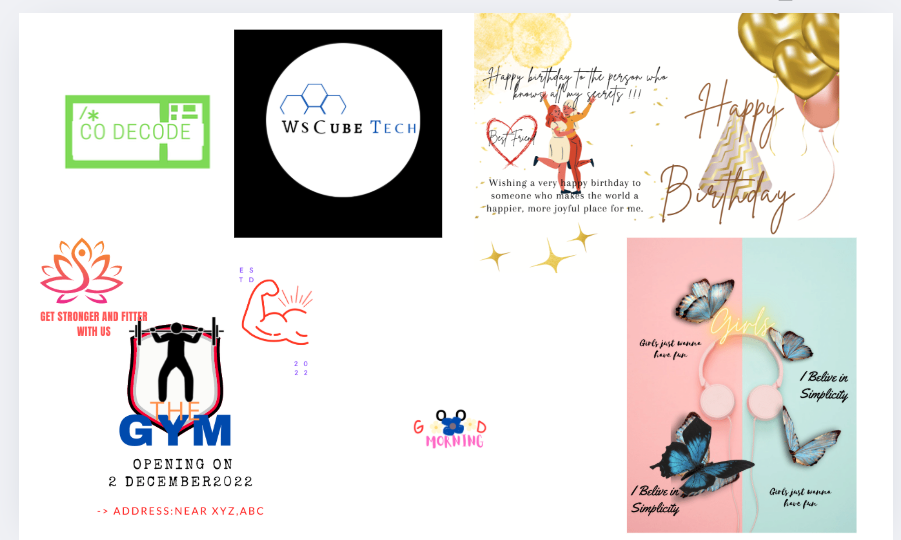 /*
CO DECODE
WSCUBE TECH
Happy birthday to the person who
knows all my secrets !!!
Best Friend
Wishing a very happy birthday to
someone who makes the world a
happier, more joyful place for me.
Happy
Birthday
GET STRONGER AND FITTER
WITH US
ES
TD
20
22
THE
GYM
OPENING ON
2 DECEMBER2022
-> ADDRESS:NEAR XYZ,ABC
GOOD
MORNING
Girls
Girls just wanna
have fun
I Belive in
Simplicity
I Belive in
Simplicity
Girls just wanna
have fun